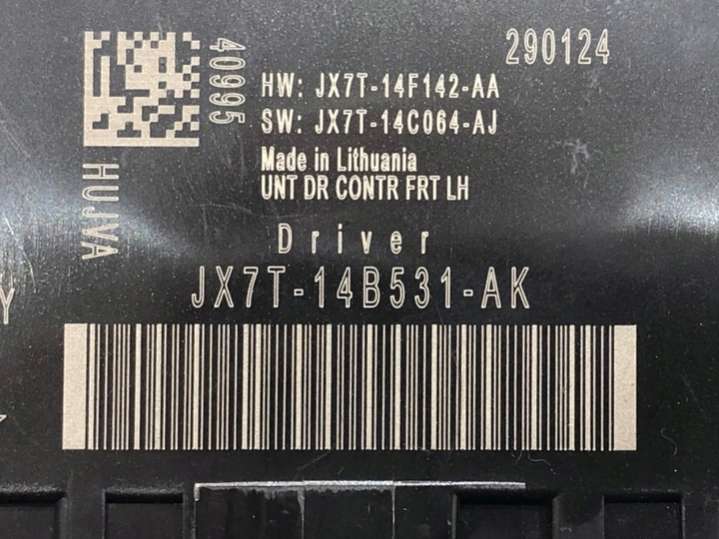 290124
40995
HUJVA
HW: JX7T-14F142-AA
SW: JX7T-14C064-AJ
Made in Lithuania
UNT DR CONTR FRT LH
Driver
JX7T-14B531-AK
Y